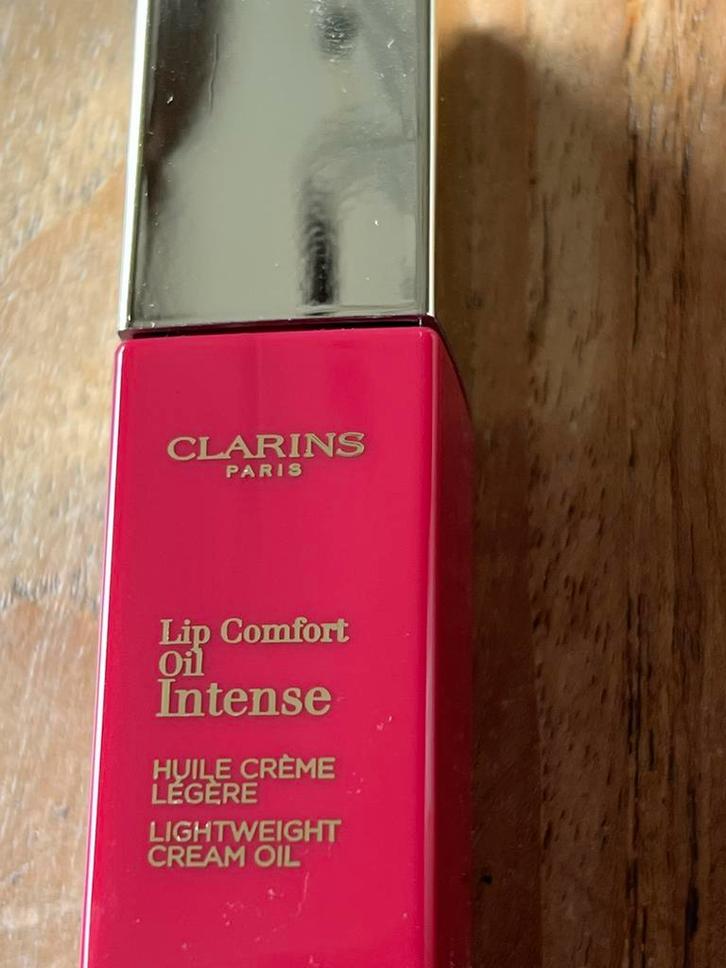 CLARINS
PARIS
Lip Comfort
Oil
Intense
HUILE CRÈME
LÉGÈRE
LIGHTWEIGHT
CREAM OIL